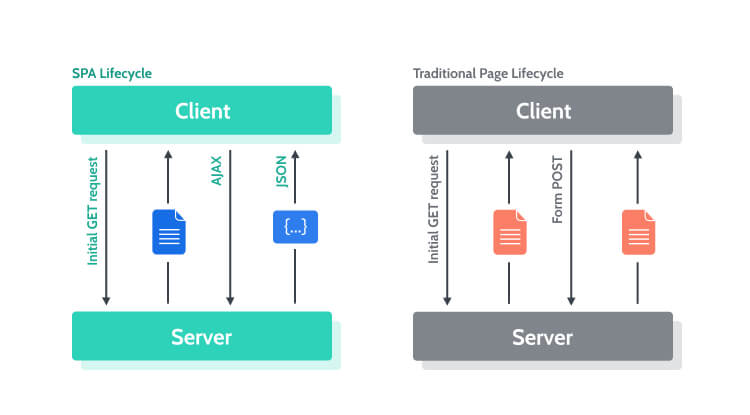 SPA Lifecycle
Client
Initial GET request
AJAX
JSON
{...}
Server
Traditional Page Lifecycle
Client
Initial GET request
Form POST
Server